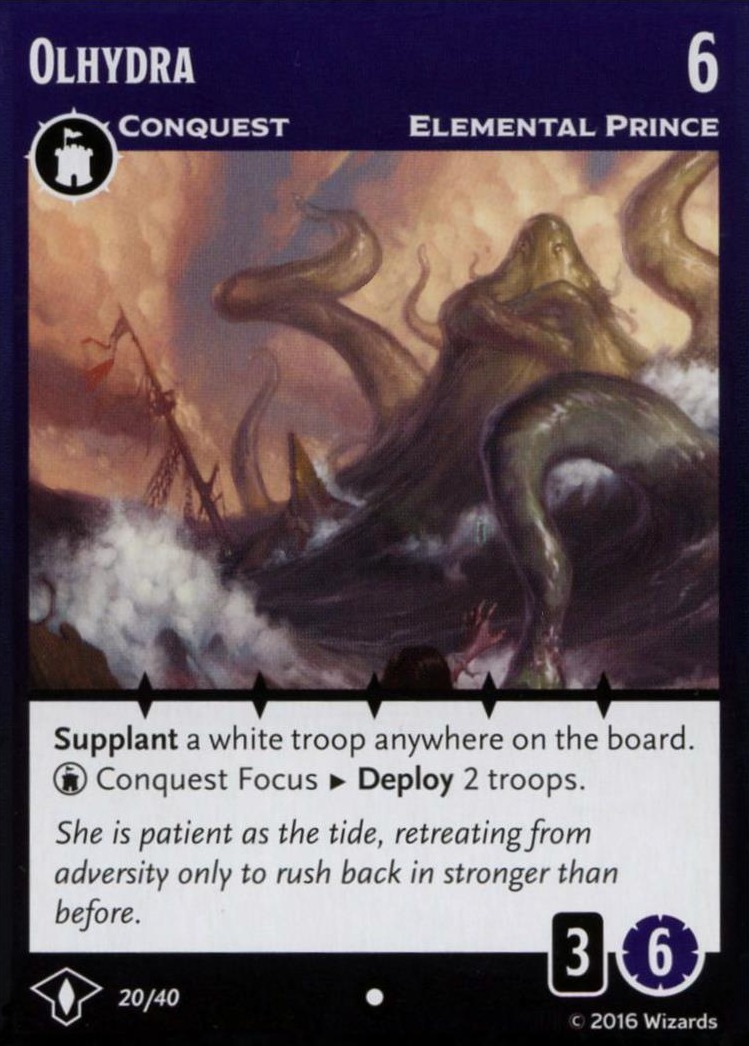 OLHYDRA 6
CONQUEST ELEMENTAL PRINCE
Supplant a white troop anywhere on the board.
Conquest Focus ▸ Deploy 2 troops.
She is patient as the tide, retreating from
adversity only to rush back in stronger than
before.
3 6
20/40
© 2016 Wizards